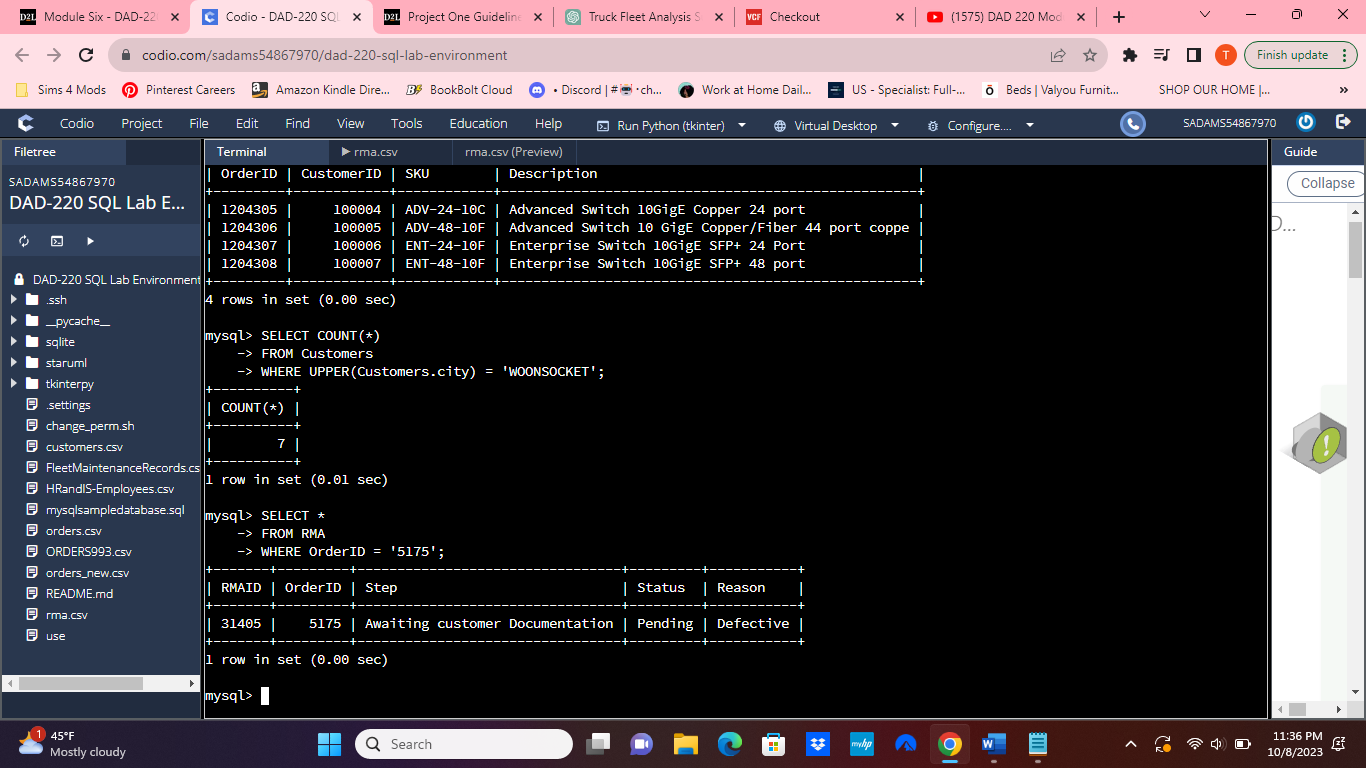 Module Six - DAD-22
Codio - DAD-220 SQL
Project One Guideline
Truck Fleet Analysis S
Checkout
(1575) DAD 220 Mod
codio.com/sadams54867970/dad-220-sql-lab-environment
T
Finish update
Sims 4 Mods
Pinterest Careers
Amazon Kindle Dire...
BookBolt Cloud
• Discord | #
Work at Home Dail...
US - Specialist: Full-...
Beds | Valyou Furnit...
SHOP OUR HOME |...
»
Codio Project File Edit Find View Tools Education Help
Run Python (tkinter)
Virtual Desktop
Configure....
SADAMS54867970
Filetree
Terminal
rma.csv
rma.csv (Preview)
Guide
SADAMS54867970
DAD-220 SQL Lab E...
Collapse
D...
DAD-220 SQL Lab Environment
.ssh
__pycache__
sqlite
staruml
tkinterpy
.settings
change_perm.sh
customers.csv
FleetMaintenanceRecords.cs
HRandIS-Employees.csv
mysqlsampledatabase.sql
orders.csv
ORDERS993.csv
orders_new.csv
README.md
rma.csv
use
| OrderID | CustomerID | SKU | Description |
| 1204305 | 100004 | ADV-24-10C | Advanced Switch 10GigE Copper 24 port |
| 1204306 | 100005 | ADV-48-10F | Advanced Switch 10 GigE Copper/Fiber 44 port coppe |
| 1204307 | 100006 | ENT-24-10F | Enterprise Switch 10GigE SFP+ 24 Port |
| 1204308 | 100007 | ENT-48-10F | Enterprise Switch 10GigE SFP+ 48 port |
4 rows in set (0.00 sec)
mysql> SELECT COUNT(*)
-> FROM Customers
-> WHERE UPPER(Customers.city) = 'WOONSOCKET';
| COUNT(*) |
| 7 |
1 row in set (0.01 sec)
mysql> SELECT *
-> FROM RMA
-> WHERE OrderID = '5175';
| RMAID | OrderID | Step | Status | Reason |
| 31405 | 5175 | Awaiting customer Documentation | Pending | Defective |
1 row in set (0.00 sec)
mysql>
1
45°F
Mostly cloudy
Search
11:36 PM
10/8/2023